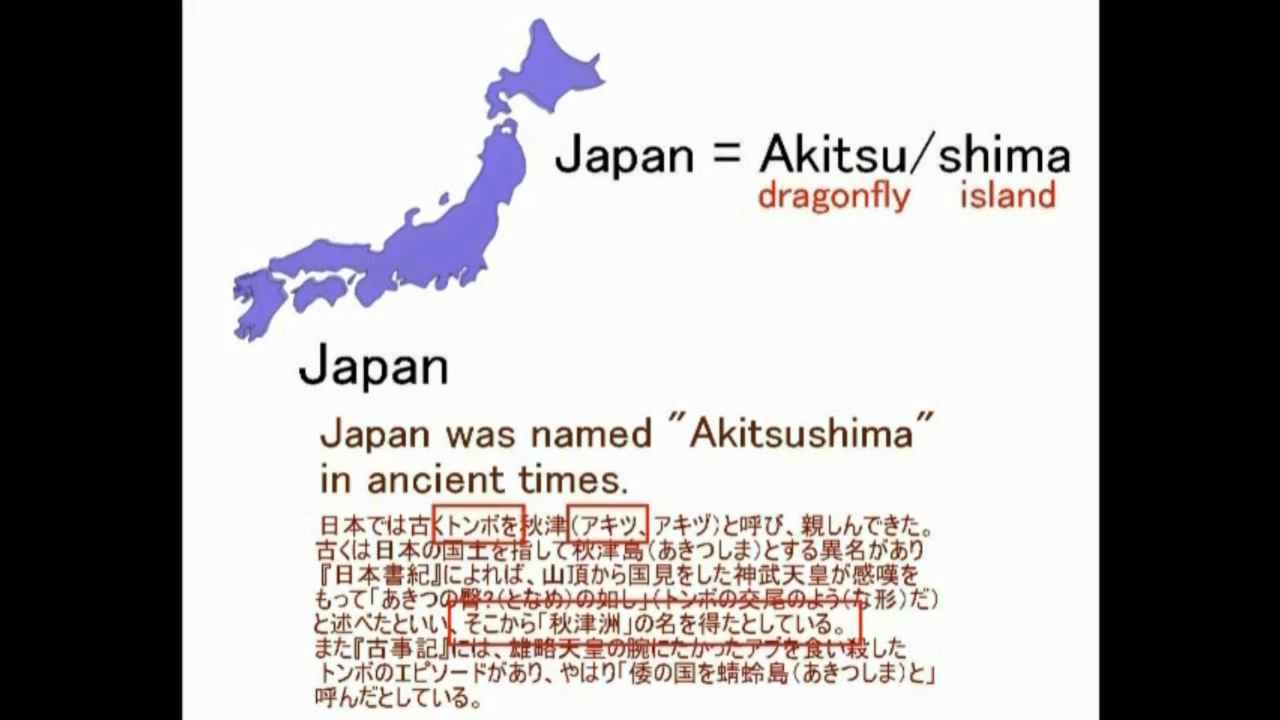 Japan = Akitsu/shima
dragonfly island
Japan
Japan was named "Akitsushima"
in ancient times.
日本では古くトンボを秋津（アキツ、アキヅ）と呼び、親しんできた。
古くは日本の国土を指して秋津島（あきつしま）とする異名があり
『日本書紀』によれば、山頂から国見をした神武天皇が感嘆を
もって「あきつの臀?（となめ）の如し」（トンボの交尾のよう（な形）だ）
と述べたといい、そこから「秋津洲」の名を得たとしている。
また『古事記』には、雄略天皇の腕にたかったアブを食い殺した
トンボのエピソードがあり、やはり「倭の国を蜻蛉島（あきつしま）と」
呼んだとしている。